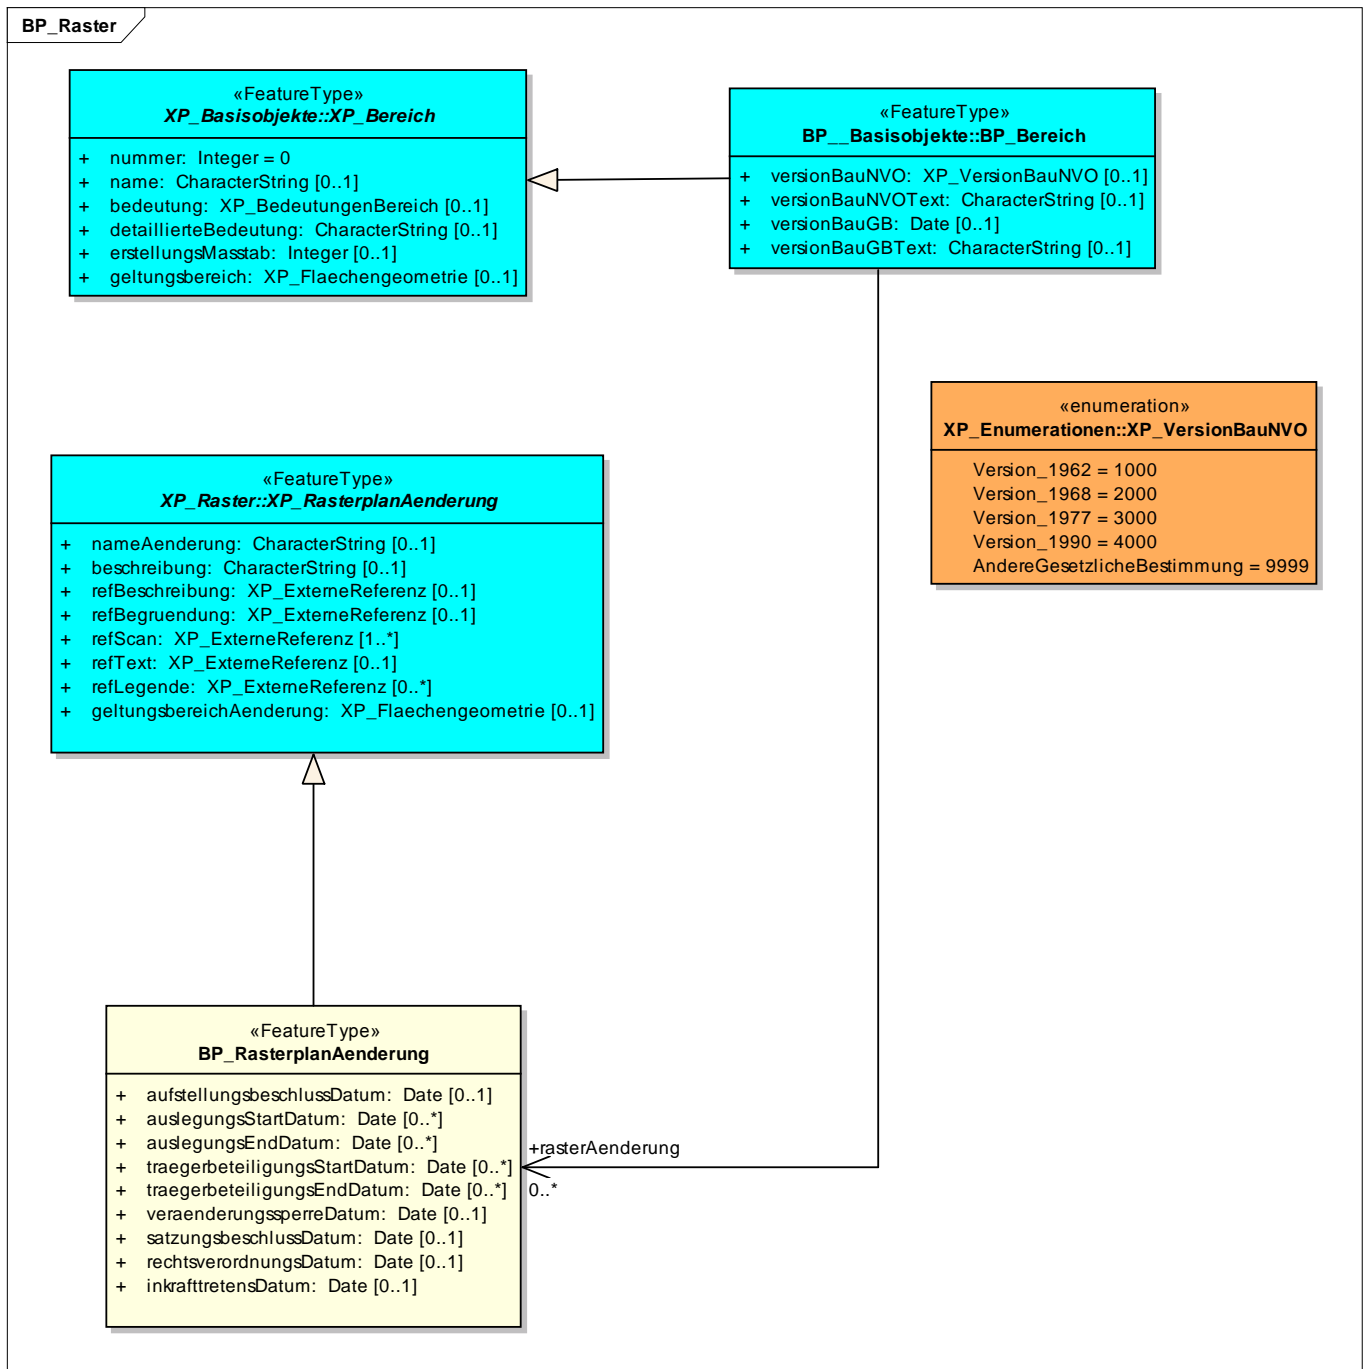 BP_Raster
«FeatureType»
XP_Basisobjekte::XP_Bereich
+ nummer: Integer = 0
+ name: CharacterString [0..1]
+ bedeutung: XP_BedeutungenBereich [0..1]
+ detaillierteBedeutung: CharacterString [0..1]
+ erstellungsMasstab: Integer [0..1]
+ geltungsbereich: XP_Flaechengeometrie [0..1]
«FeatureType»
BP__Basisobjekte::BP_Bereich
+ versionBauNVO: XP_VersionBauNVO [0..1]
+ versionBauNVOText: CharacterString [0..1]
+ versionBauGB: Date [0..1]
+ versionBauGBText: CharacterString [0..1]
«enumeration»
XP_Enumerationen::XP_VersionBauNVO
Version_1962 = 1000
Version_1968 = 2000
Version_1977 = 3000
Version_1990 = 4000
AndereGesetzlicheBestimmung = 9999
«FeatureType»
XP_Raster::XP_RasterplanAenderung
+ nameAenderung: CharacterString [0..1]
+ beschreibung: CharacterString [0..1]
+ refBeschreibung: XP_ExterneReferenz [0..1]
+ refBegruendung: XP_ExterneReferenz [0..1]
+ refScan: XP_ExterneReferenz [1..*]
+ refText: XP_ExterneReferenz [0..1]
+ refLegende: XP_ExterneReferenz [0..*]
+ geltungsbereichAenderung: XP_Flaechengeometrie [0..1]
«FeatureType»
BP_RasterplanAenderung
+ aufstellungsbeschlussDatum: Date [0..1]
+ auslegungsStartDatum: Date [0..*]
+ auslegungsEndDatum: Date [0..*]
+ traegerbeteiligungsStartDatum: Date [0..*]
+ traegerbeteiligungsEndDatum: Date [0..*]
+ veraenderungssperreDatum: Date [0..1]
+ satzungsbeschlussDatum: Date [0..1]
+ rechtsverordnungsDatum: Date [0..1]
+ inkrafttretensDatum: Date [0..1]
+rasterAenderung
0..*